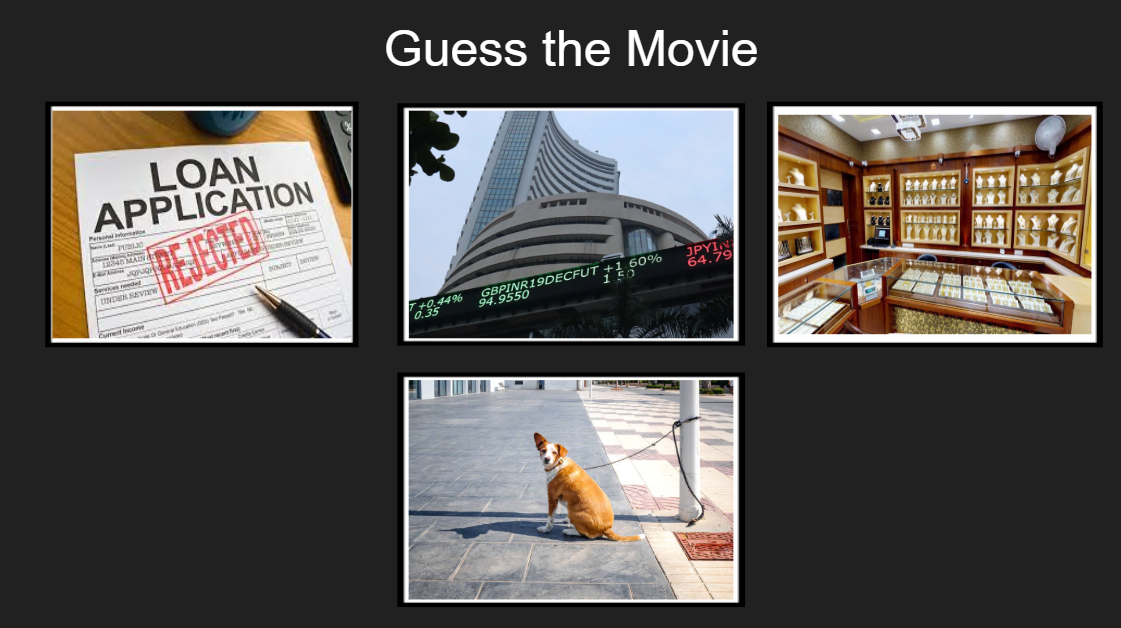 Guess the Movie
LOAN
APPLICATION
Personal Information
PUBLIC
12345 MAIN
REJECTED
Services needed
UNDER REVIEW
Current Income
T +0.44%
0.35
GBPINR19DECFUT +1.60%
94.9550
1.50
JPYIN
64.79